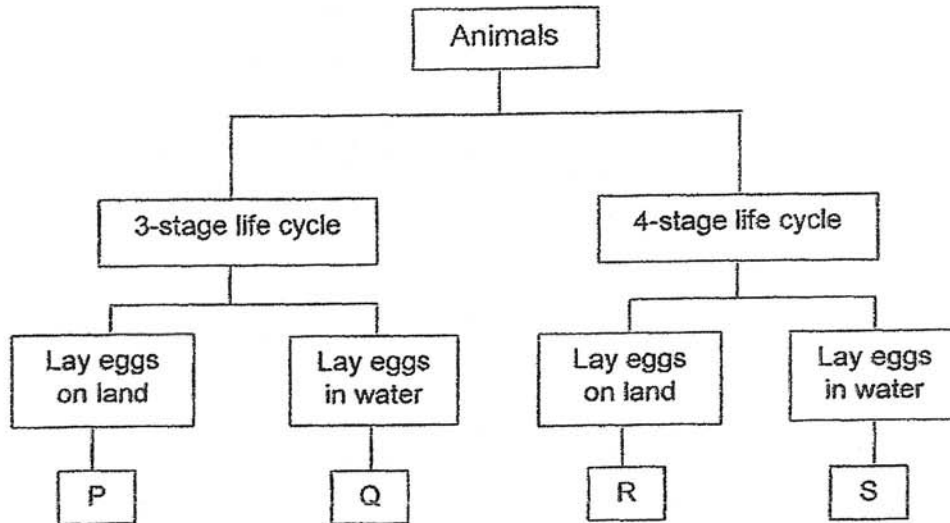 Animals
3-stage life cycle
4-stage life cycle
Lay eggs
on land
Lay eggs
in water
Lay eggs
on land
Lay eggs
in water
P
Q
R
S